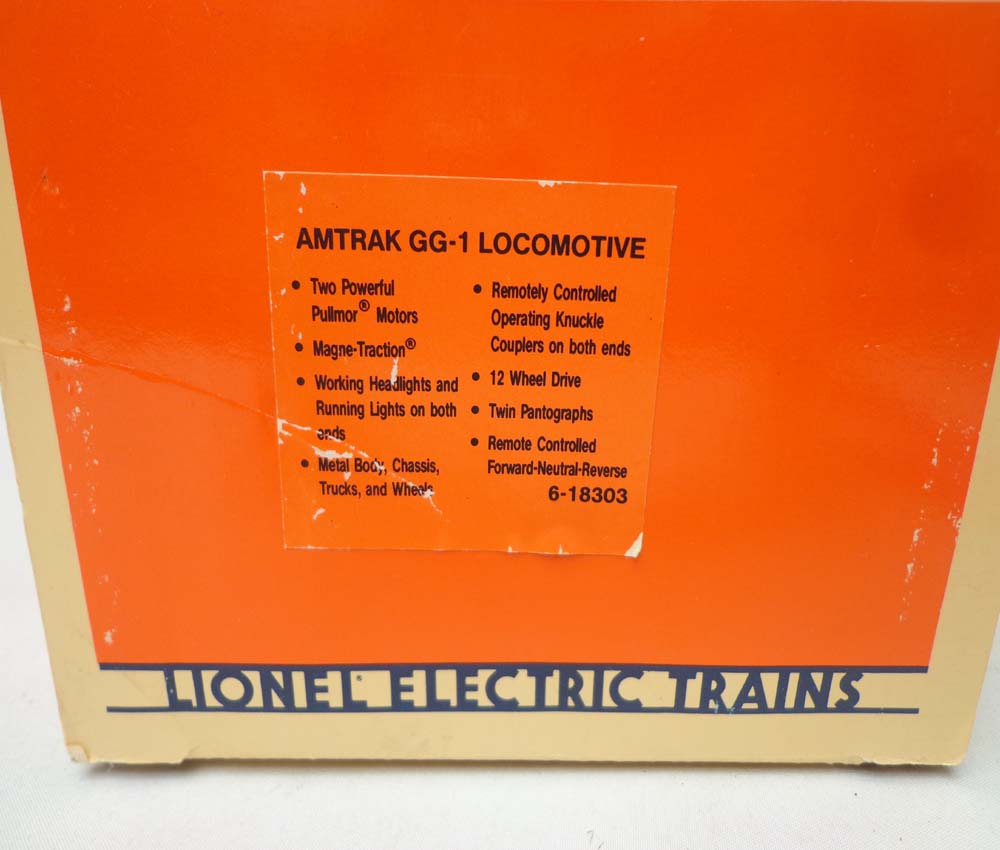 AMTRAK GG-1 LOCOMOTIVE
• Two Powerful
Pullmor® Motors
• Magne-Traction®
• Working Headlights and
Running Lights on both
ends
• Metal Body, Chassis,
Trucks, and Wheels
• Remotely Controlled
Operating Knuckle
Couplers on both ends
• 12 Wheel Drive
• Twin Pantographs
• Remote Controlled
Forward-Neutral-Reverse
6-18303
LIONEL® ELECTRIC TRAINS